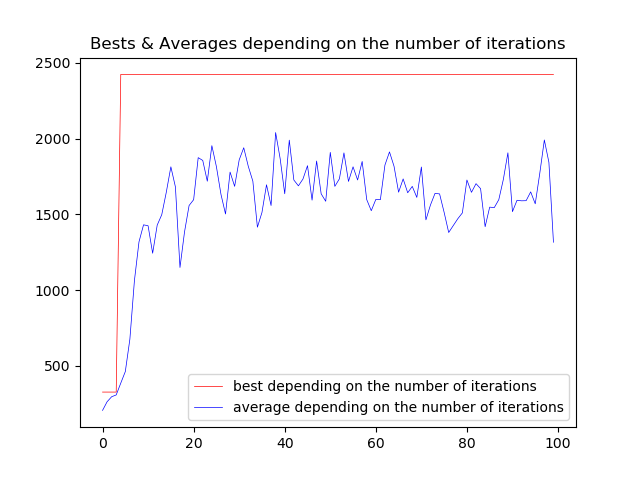 Bests & Averages depending on the number of iterations
2500
2000
1500
1000
500
best depending on the number of iterations
average depending on the number of iterations
0 20 40 60 80 100